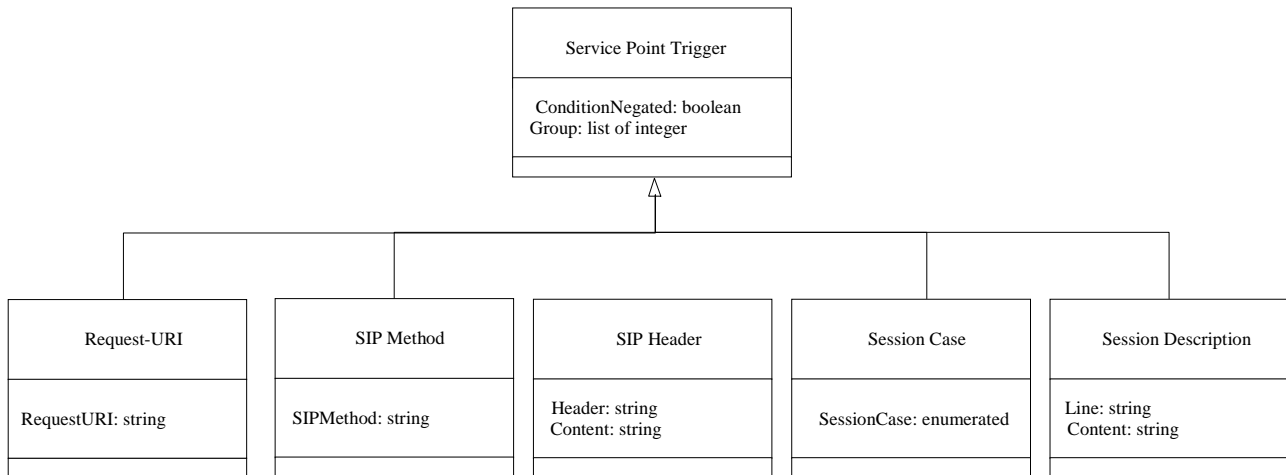 Service Point Trigger
ConditionNegated: boolean
Group: list of integer
Request-URI
RequestURI: string
SIP Method
SIPMethod: string
SIP Header
Header: string
Content: string
Session Case
SessionCase: enumerated
Session Description
Line: string
Content: string